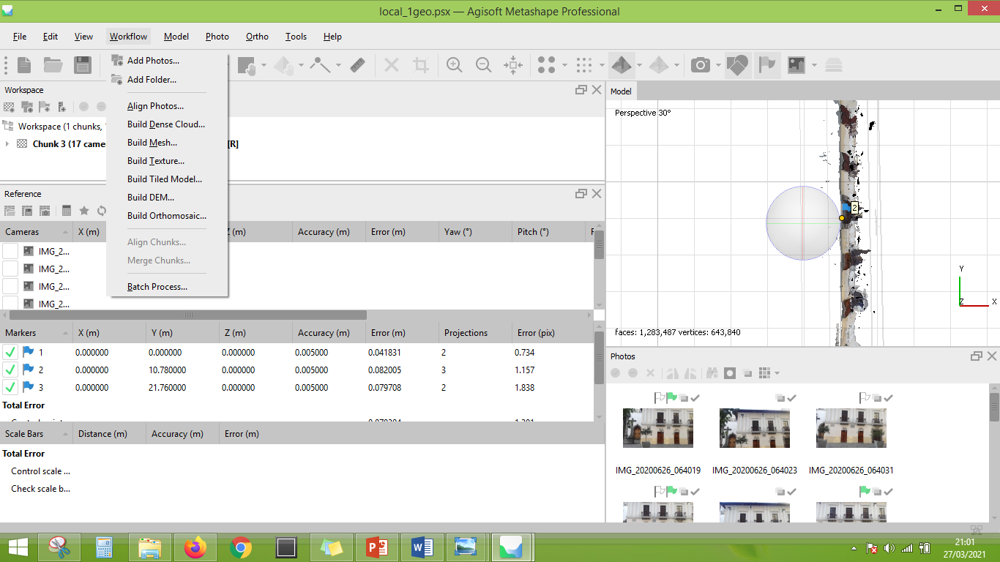 local_1geo.psx — Agisoft Metashape Professional
File Edit View Workflow Model Photo Ortho Tools Help
Add Photos...
Add Folder...
Align Photos...
Build Dense Cloud...
Build Mesh...
Build Texture...
Build Tiled Model...
Build DEM...
Build Orthomosaic...
Align Chunks...
Merge Chunks...
Batch Process...
Workspace
Workspace (1 chunks,
Chunk 3 (17 came [R]
Reference
Cameras X (m) Z (m) Accuracy (m) Error (m) Yaw (°) Pitch (°)
IMG_2...
IMG_2...
IMG_2...
IMG_2...
Markers X (m) Y (m) Z (m) Accuracy (m) Error (m) Projections Error (pix)
1 0.000000 0.000000 0.000000 0.005000 0.041831 2 0.734
2 0.000000 10.780000 0.000000 0.005000 0.082005 3 1.157
3 0.000000 21.760000 0.000000 0.005000 0.079708 2 1.838
Total Error
Scale Bars Distance (m) Accuracy (m) Error (m)
Total Error
Control scale ...
Check scale b...
Model
Perspective 30°
2
Y
Z X
faces: 1,283,487 vertices: 643,840
Photos
IMG_20200626_064019 IMG_20200626_064023 IMG_20200626_064031
21:01
27/03/2021